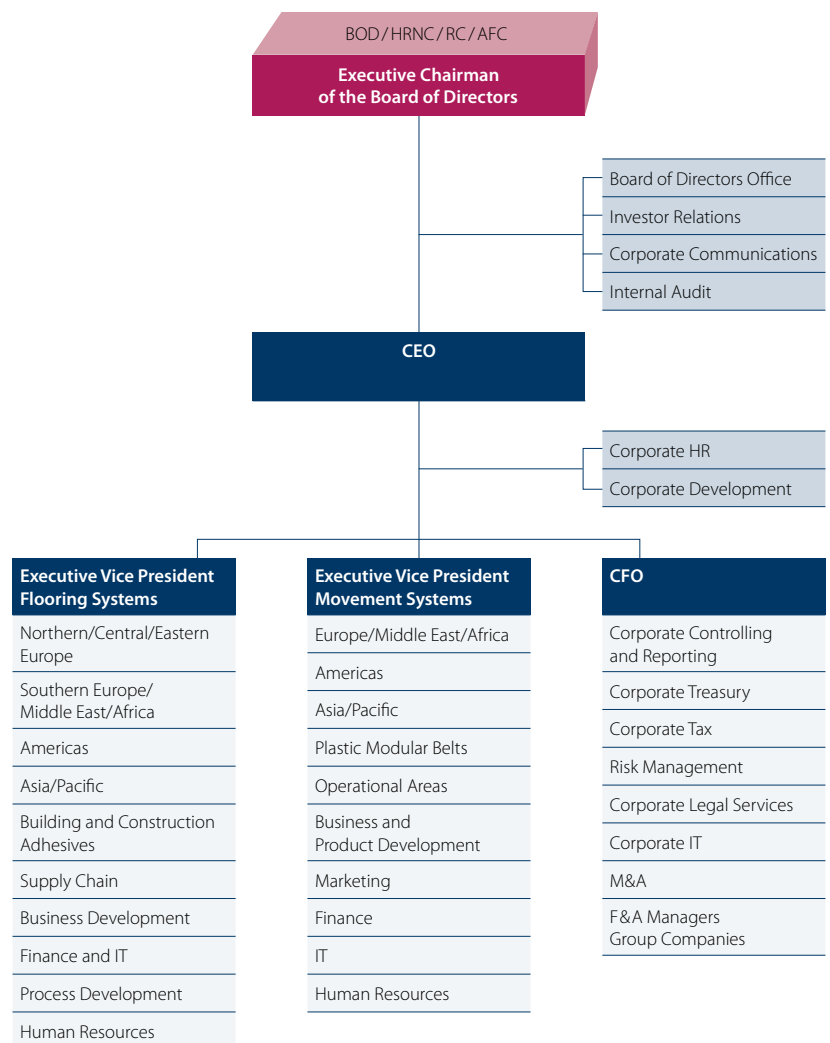 BOD / HRNC / RC / AFC
Executive Chairman
of the Board of Directors
Board of Directors Office
Investor Relations
Corporate Communications
Internal Audit
CEO
Corporate HR
Corporate Development
Executive Vice President
Flooring Systems
Northern/Central/Eastern
Europe
Southern Europe/
Middle East/Africa
Americas
Asia/Pacific
Building and Construction
Adhesives
Supply Chain
Business Development
Finance and IT
Process Development
Human Resources
Executive Vice President
Movement Systems
Europe/Middle East/Africa
Americas
Asia/Pacific
Plastic Modular Belts
Operational Areas
Business and
Product Development
Marketing
Finance
IT
Human Resources
CFO
Corporate Controlling
and Reporting
Corporate Treasury
Corporate Tax
Risk Management
Corporate Legal Services
Corporate IT
M&A
F&A Managers
Group Companies